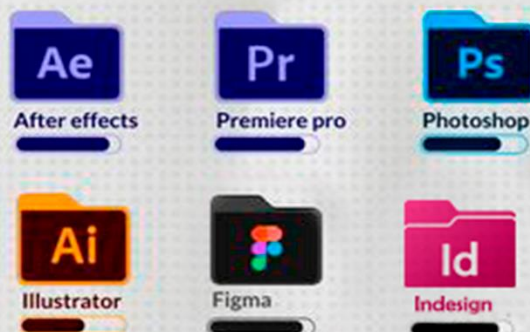 Ae
Pr
Ps
After effects
Premiere pro
Photoshop
Ai
Id
Illustrator
Figma
Indesign